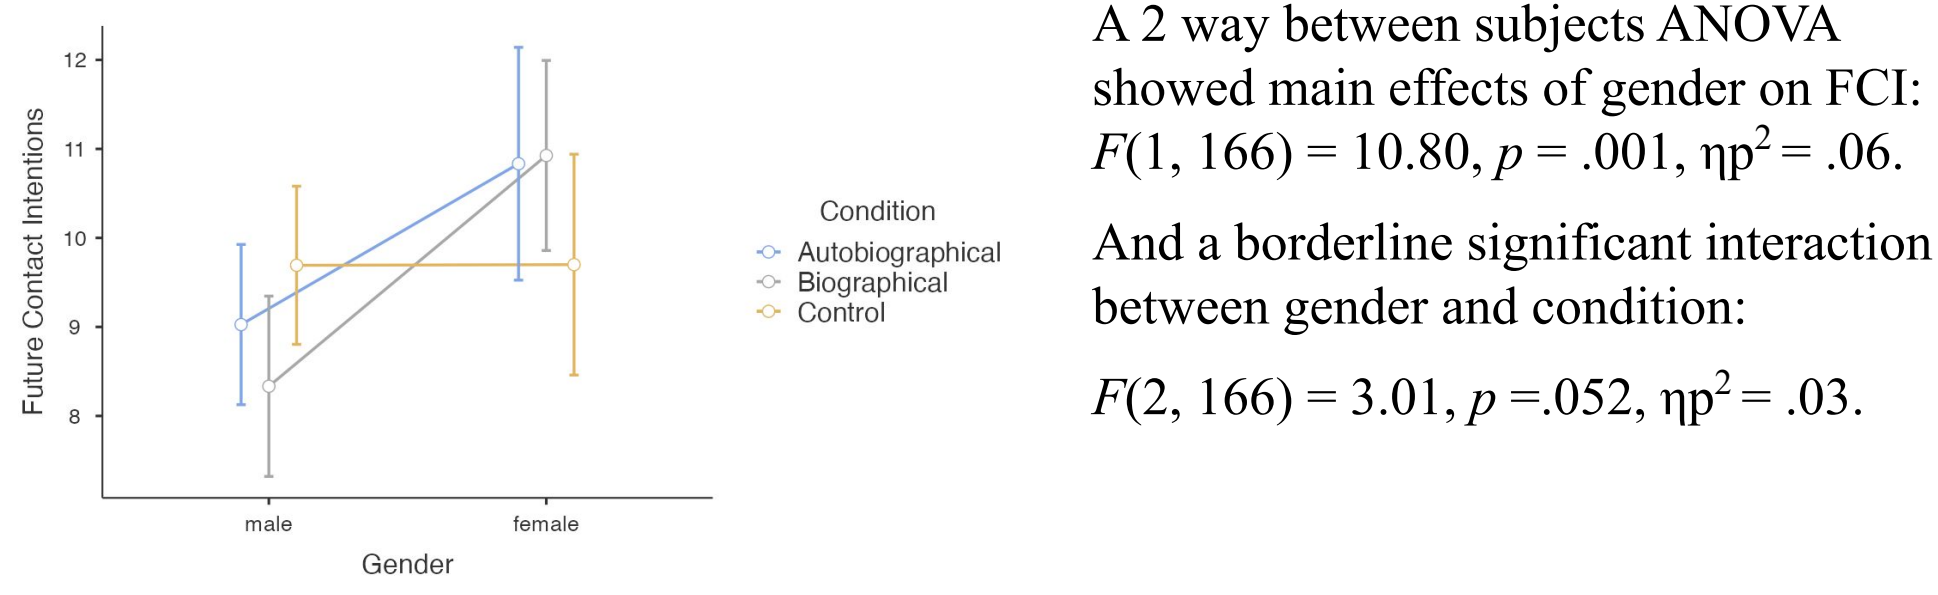 12
11
10
9
8
Future Contact Intentions
male
female
Gender
Condition
Autobiographical
Biographical
Control
A 2 way between subjects ANOVA
showed main effects of gender on FCI:
F(1, 166) = 10.80, p = .001, ηp² = .06.
And a borderline significant interaction
between gender and condition:
F(2, 166) = 3.01, p =.052, ηp² = .03.